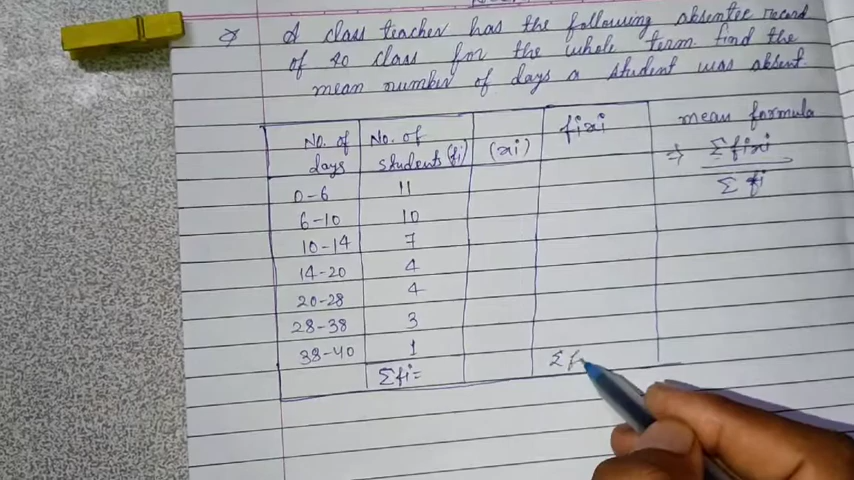 ⇒ A class teacher has the following absentee record
of 40 class for the whole term find the
mean number of days a student was absent.
No. of days | No. of students (fi) | (xi) | fixi
mean formula
⇒ Σfixi / Σfi
0-6 11
6-10 10
10-14 7
14-20 4
20-28 4
28-38 3
38-40 1
Σfi= Σf